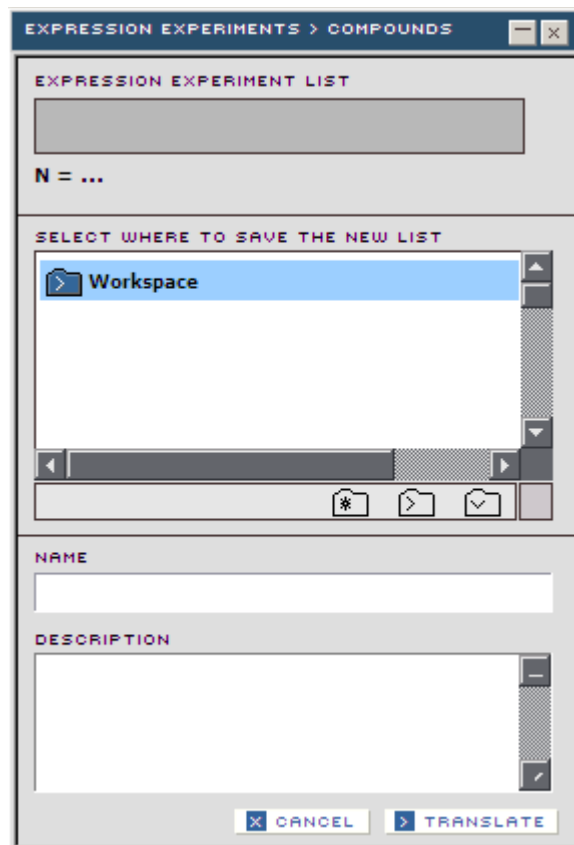 EXPRESSION EXPERIMENTS > COMPOUNDS
EXPRESSION EXPERIMENT LIST
N = ...
SELECT WHERE TO SAVE THE NEW LIST
Workspace
NAME
DESCRIPTION
CANCEL
TRANSLATE